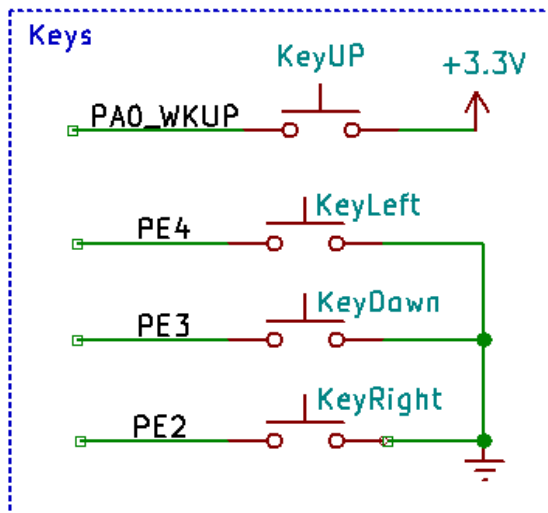 Keys
KeyUP
+3.3V
PA0_WKUP
KeyLeft
PE4
KeyDown
PE3
KeyRight
PE2